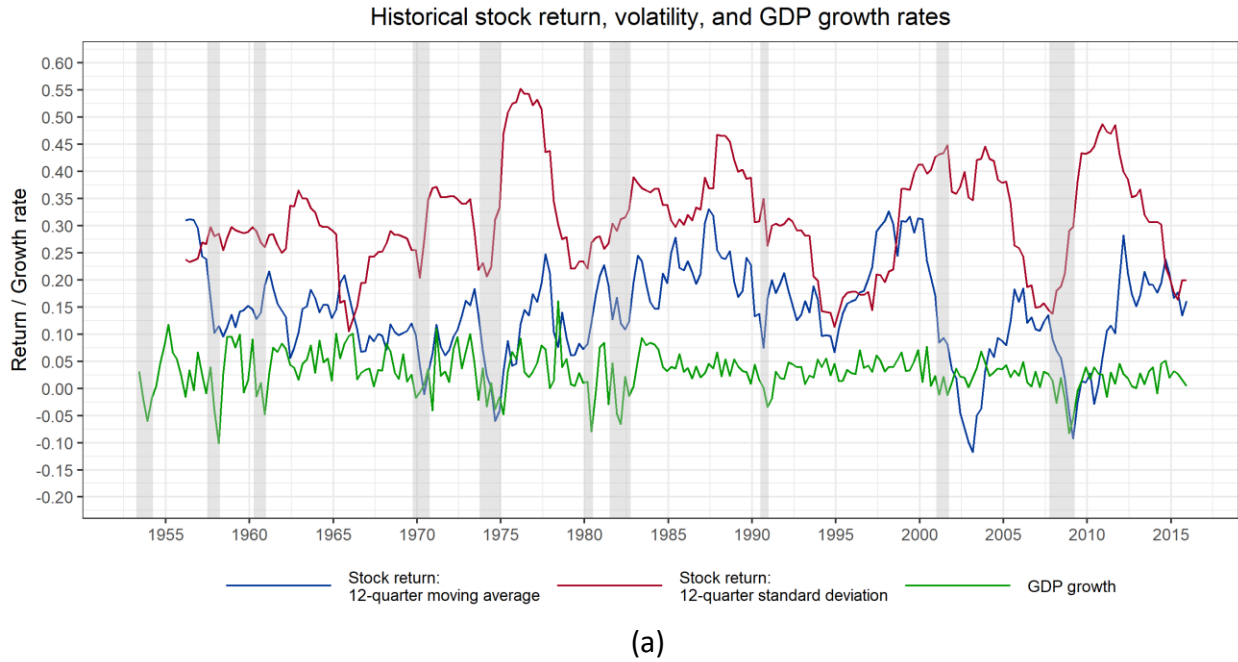 Historical stock return, volatility, and GDP growth rates
Return / Growth rate
0.60
0.55
0.50
0.45
0.40
0.35
0.30
0.25
0.20
0.15
0.10
0.05
0.00
-0.05
-0.10
-0.15
-0.20
1955 1960 1965 1970 1975 1980 1985 1990 1995 2000 2005 2010 2015
Stock return:
12-quarter moving average
Stock return:
12-quarter standard deviation
GDP growth
(a)